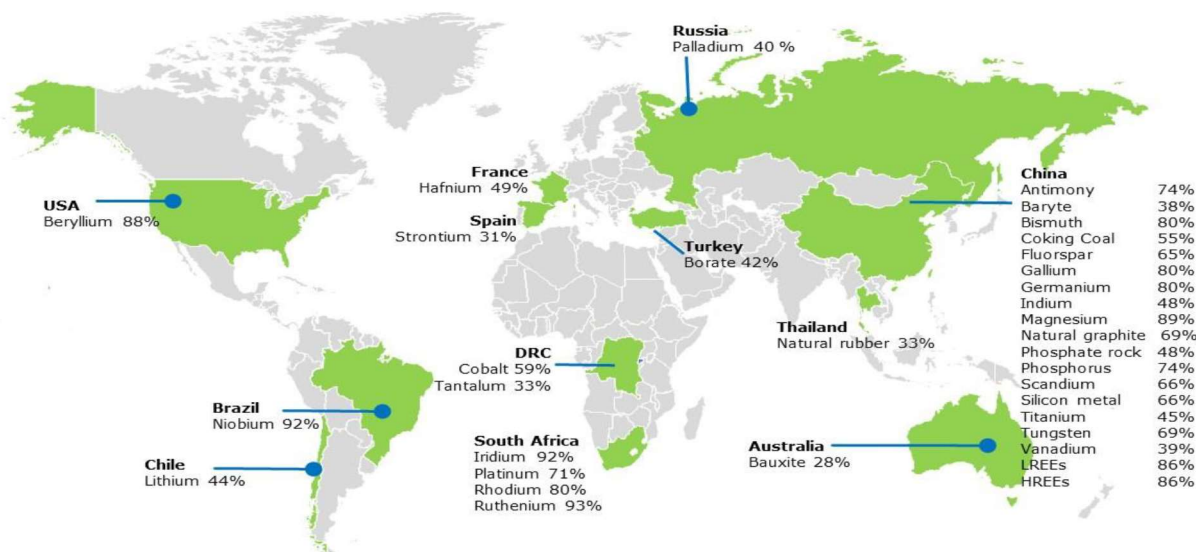 Russia
Palladium 40 %
France
Hafnium 49%
Spain
Strontium 31%
USA
Beryllium 88%
Turkey
Borate 42%
China
Antimony 74%
Baryte 38%
Bismuth 80%
Coking Coal 55%
Fluorspar 65%
Gallium 80%
Germanium 80%
Indium 48%
Magnesium 89%
Natural graphite 69%
Phosphate rock 48%
Phosphorus 74%
Scandium 66%
Silicon metal 66%
Titanium 45%
Tungsten 69%
Vanadium 39%
LREEs 86%
HREEs 86%
Thailand
Natural rubber 33%
DRC
Cobalt 59%
Tantalum 33%
Brazil
Niobium 92%
South Africa
Iridium 92%
Platinum 71%
Rhodium 80%
Ruthenium 93%
Australia
Bauxite 28%
Chile
Lithium 44%